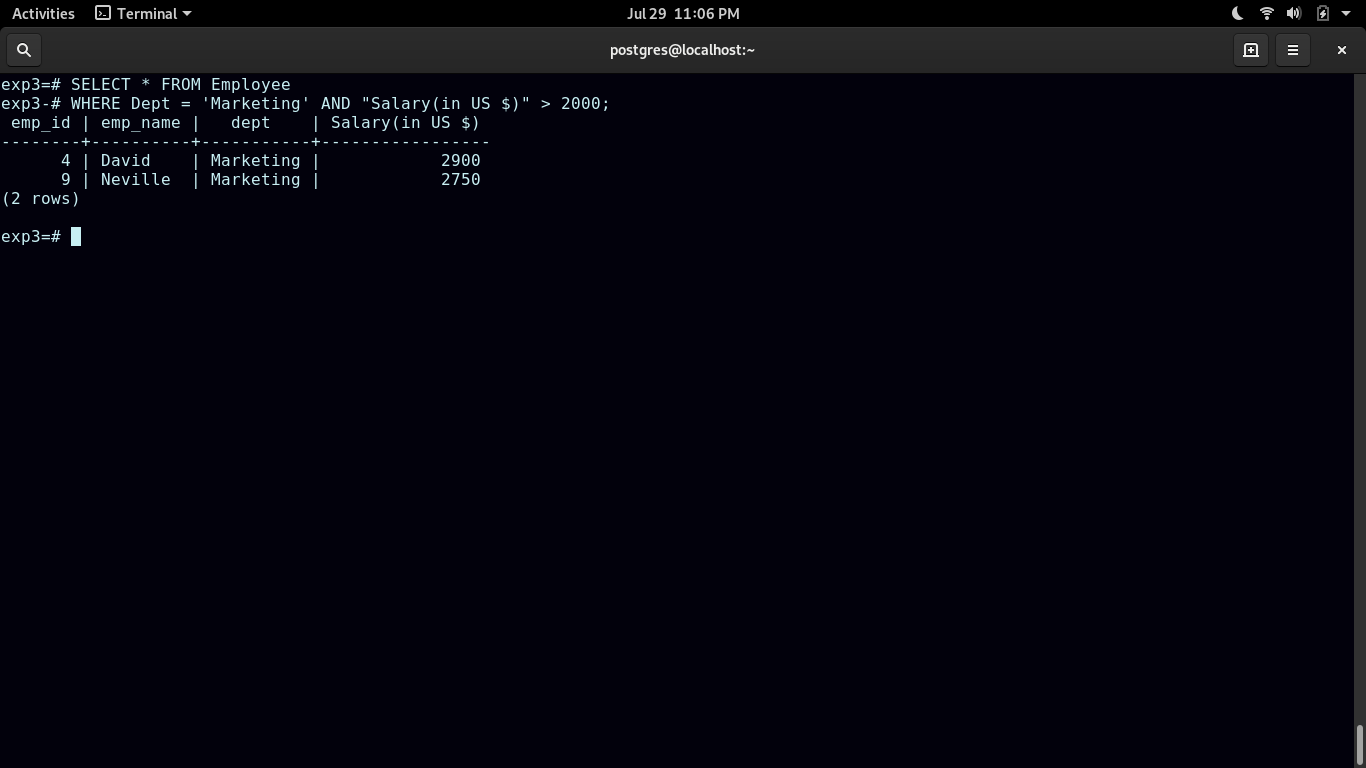 Activities Terminal Jul 29 11:06 PM
postgres@localhost:~
exp3=# SELECT * FROM Employee
exp3-# WHERE Dept = 'Marketing' AND "Salary(in US $)" > 2000;
 emp_id | emp_name |   dept    | Salary(in US $) 
--------+----------+-----------+-----------------
      4 | David    | Marketing |            2900
      9 | Neville  | Marketing |            2750
(2 rows)
exp3=#